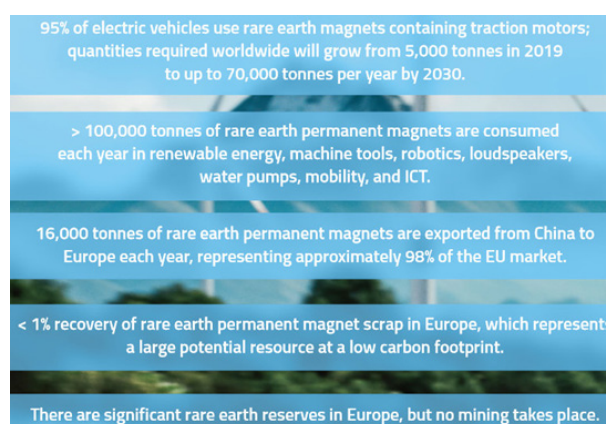 95% of electric vehicles use rare earth magnets containing traction motors;
quantities required worldwide will grow from 5,000 tonnes in 2019
to up to 70,000 tonnes per year by 2030.
> 100,000 tonnes of rare earth permanent magnets are consumed
each year in renewable energy, machine tools, robotics, loudspeakers,
water pumps, mobility, and ICT.
16,000 tonnes of rare earth permanent magnets are exported from China to
Europe each year, representing approximately 98% of the EU market.
< 1% recovery of rare earth permanent magnet scrap in Europe, which represents
a large potential resource at a low carbon footprint.
There are significant rare earth reserves in Europe, but no mining takes place.